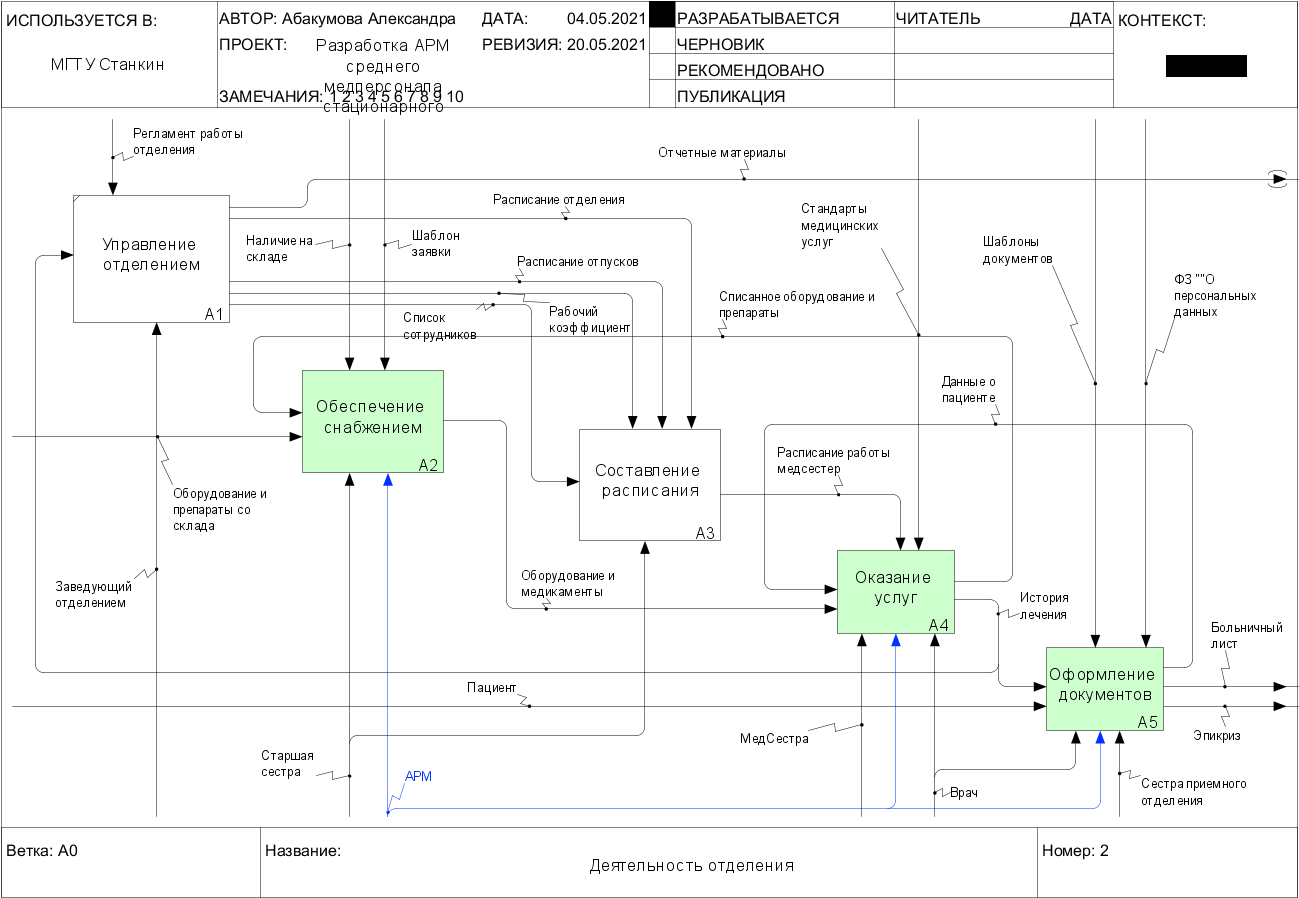 ИСПОЛЬЗУЕТСЯ В:
МГТУ Станкин
АВТОР: Абакумова Александра
ДАТА: 04.05.2021
ПРОЕКТ: Разработка АРМ
среднего
медперсонала
стационарного
РЕВИЗИЯ: 20.05.2021
ЗАМЕЧАНИЯ: 1 2 3 4 5 6 7 8 9 10
РАЗРАБАТЫВАЕТСЯ
ЧЕРНОВИК
РЕКОМЕНДОВАНО
ПУБЛИКАЦИЯ
ЧИТАТЕЛЬ
ДАТА
КОНТЕКСТ:
Регламент работы
отделения
Отчетные материалы
Расписание отделения
Управление
отделением
A1
Наличие на
складе
Шаблон
заявки
Стандарты
медицинских
услуг
Шаблоны
документов
ФЗ ""О
персональных
данных
Расписание отпусков
Список
сотрудников
Рабочий
коэффициент
Списанное оборудование и
препараты
Обеспечение
снабжением
A2
Данные о
пациенте
Составление
расписания
A3
Расписание работы
медсестер
Оборудование и
препараты со
склада
Заведующий
отделением
Оборудование и
медикаменты
Оказание
услуг
A4
История
лечения
Больничный
лист
Оформление
документов
A5
Пациент
Эпикриз
МедСестра
Старшая
сестра
АРМ
Врач
Сестра приемного
отделения
Ветка: A0
Название:
Деятельность отделения
Номер: 2